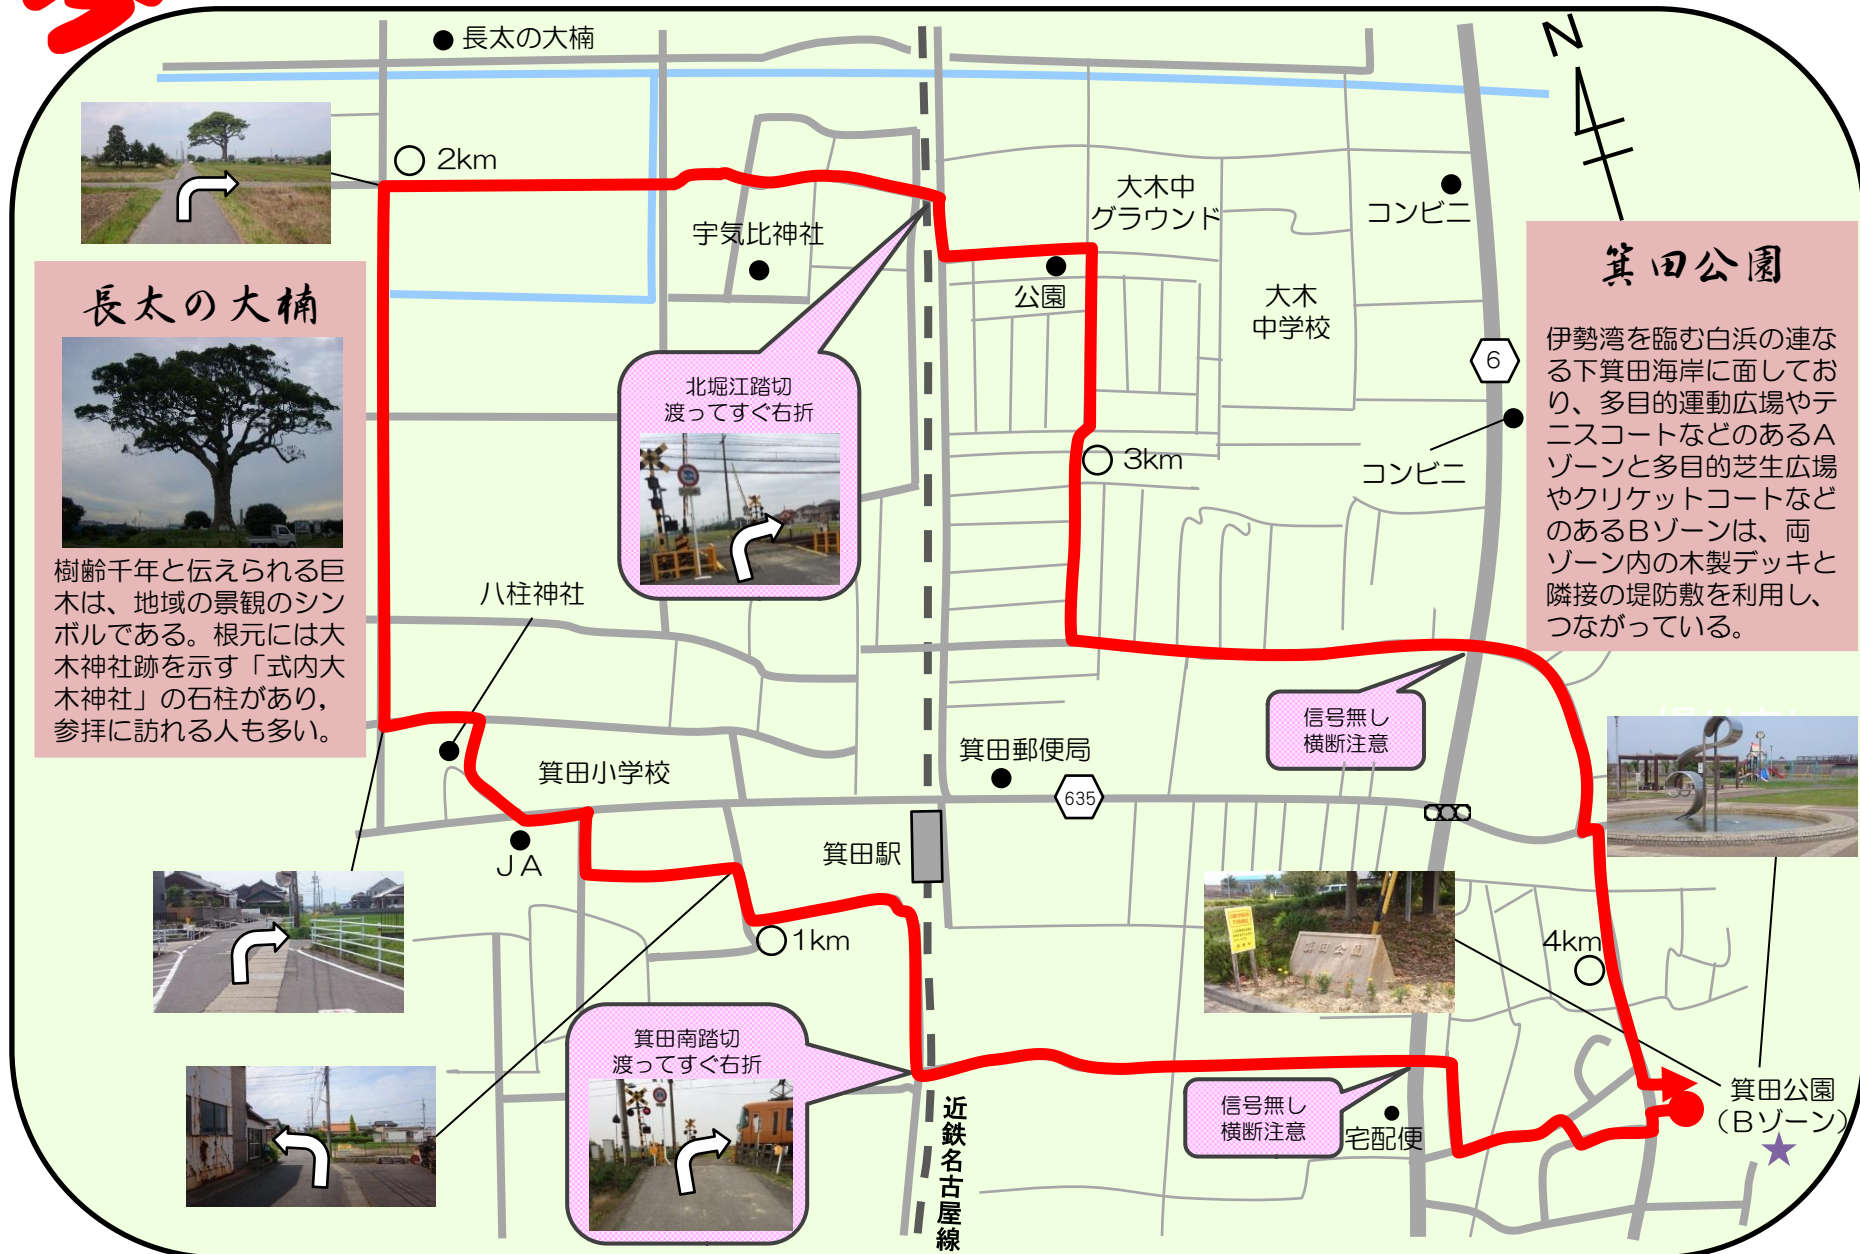 長太の大楠
N
2km
大木中
グラウンド
コンビニ
宇気比神社
公園
大木
中学校
6
コンビニ
長太の大楠
樹齢千年と伝えられる巨
木は、地域の景観のシン
ボルである。根元には大
木神社跡を示す「式内大
木神社」の石柱があり,
参拝に訪れる人も多い。
北堀江踏切
渡ってすぐ右折
箕田公園
伊勢湾を臨む白浜の連な
る下箕田海岸に面してお
り、多目的運動広場やテ
ニスコートなどのあるA
ゾーンと多目的芝生広場
やクリケットコートなど
のあるBゾーンは、両
ゾーン内の木製デッキと
隣接の堤防敷を利用し、
つながっている。
3km
八柱神社
信号無し
横断注意
箕田郵便局
635
箕田小学校
JA
箕田駅
1km
箕田公園
4km
箕田南踏切
渡ってすぐ右折
近鉄名古屋線
信号無し
横断注意
宅配便
箕田公園
(Bゾーン)